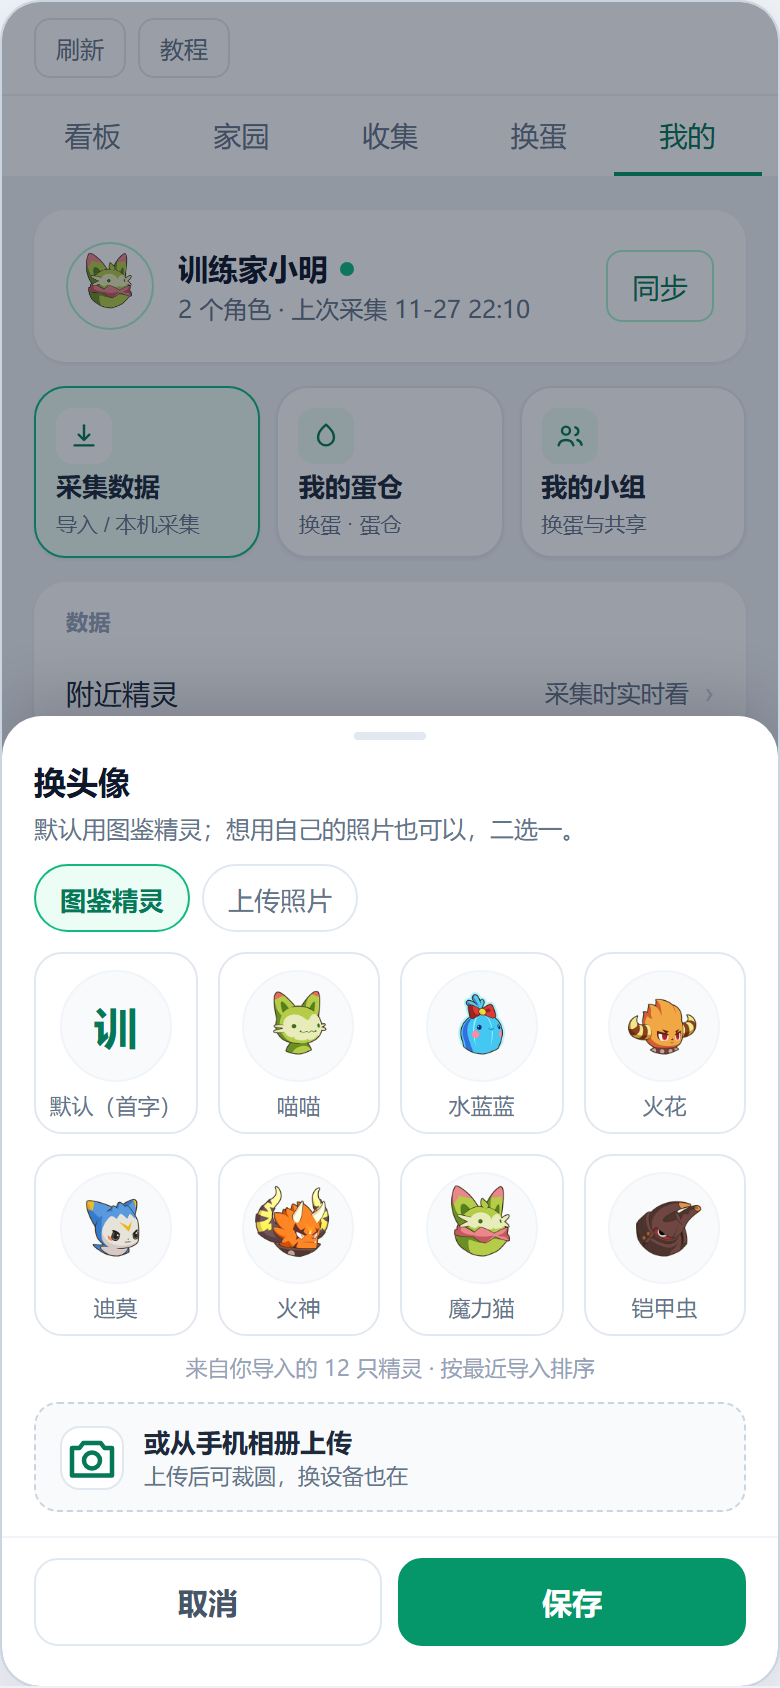 刷新 教程
看板 家园 收集 换蛋 我的
训练家小明
2 个角色 · 上次采集 11-27 22:10
同步
采集数据
导入 / 本机采集
我的蛋仓
换蛋 · 蛋仓
我的小组
换蛋与共享
数据
附近精灵 采集时实时看 ›
换头像
默认用图鉴精灵；想用自己的照片也可以，二选一。
图鉴精灵 上传照片
训
默认（首字） 喵喵 水蓝蓝 火花
迪莫 火神 魔力猫 铠甲虫
来自你导入的 12 只精灵 · 按最近导入排序
或从手机相册上传
上传后可裁圆，换设备也在
取消 保存